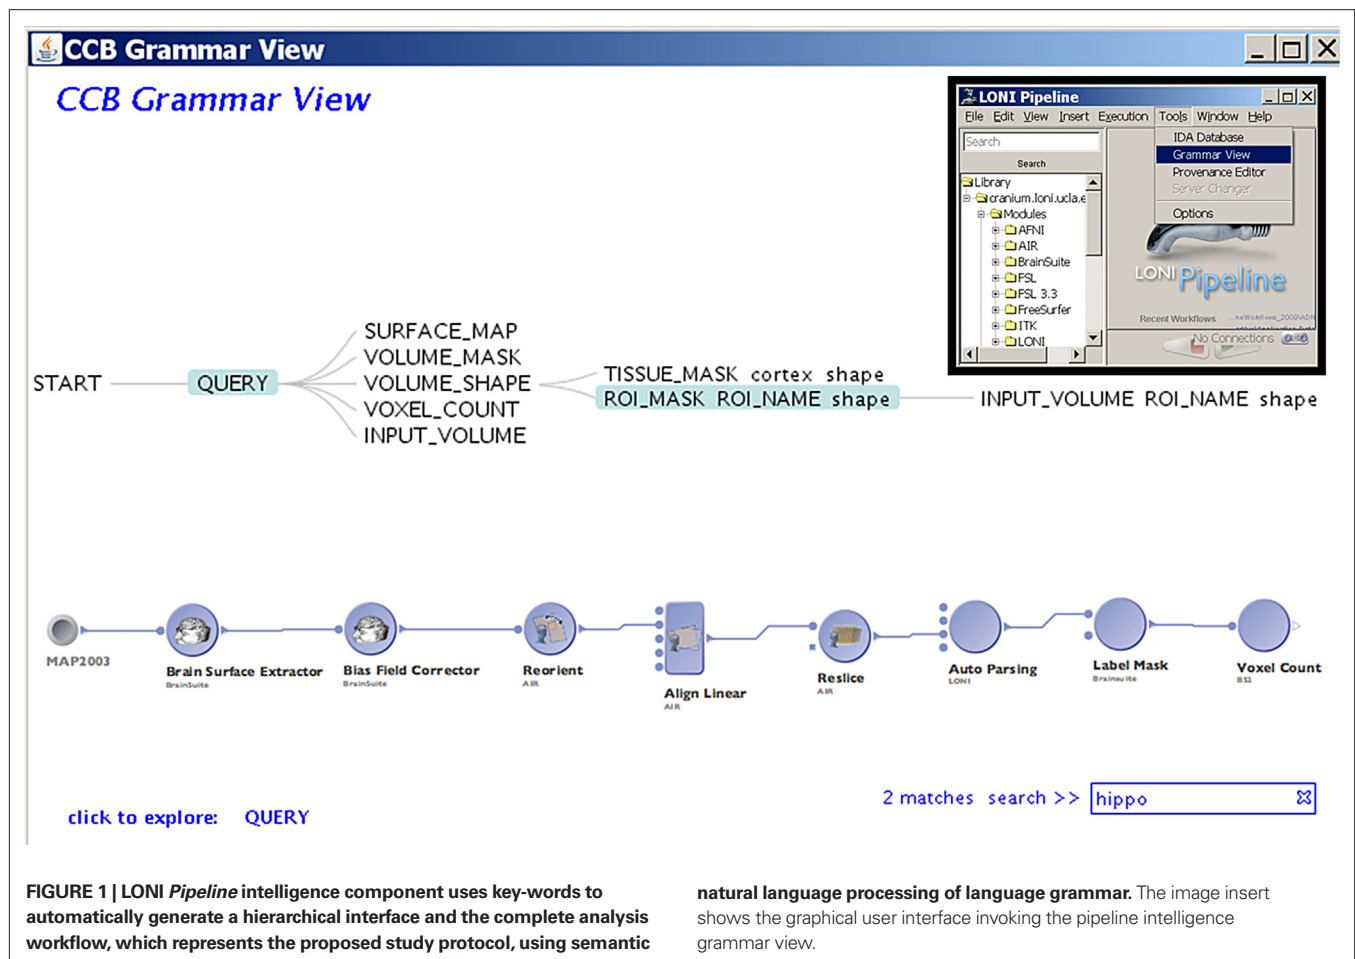 CCB Grammar View
CCB Grammar View
LONI Pipeline
File Edit View Insert Execution Tools Window Help
Search
Search
IDA Database
Grammar View
Provenance Editor
Server Changer
Options
Library
cranium.loni.ucla.e
Modules
AFNI
AIR
BrainSuite
FSL
FSL 3.3
FreeSurfer
ITK
LONI
LONI Pipeline
Recent Workflows
No Connections
SURFACE_MAP
VOLUME_MASK
START QUERY VOLUME_SHAPE
VOXEL_COUNT
INPUT_VOLUME
TISSUE_MASK cortex shape
ROI_MASK ROI_NAME shape
INPUT_VOLUME ROI_NAME shape
MAP2003
Brain Surface Extractor
BrainSuite
Bias Field Corrector
BrainSuite
Reorient
AIR
Align Linear
AIR
Reslice
AIR
Auto Parsing
LONI
Label Mask
Brainsuite
Voxel Count
BS2
2 matches search >> hippo
click to explore: QUERY
FIGURE 1 | LONI Pipeline intelligence component uses key-words to
automatically generate a hierarchical interface and the complete analysis
workflow, which represents the proposed study protocol, using semantic
natural language processing of language grammar. The image insert
shows the graphical user interface invoking the pipeline intelligence
grammar view.